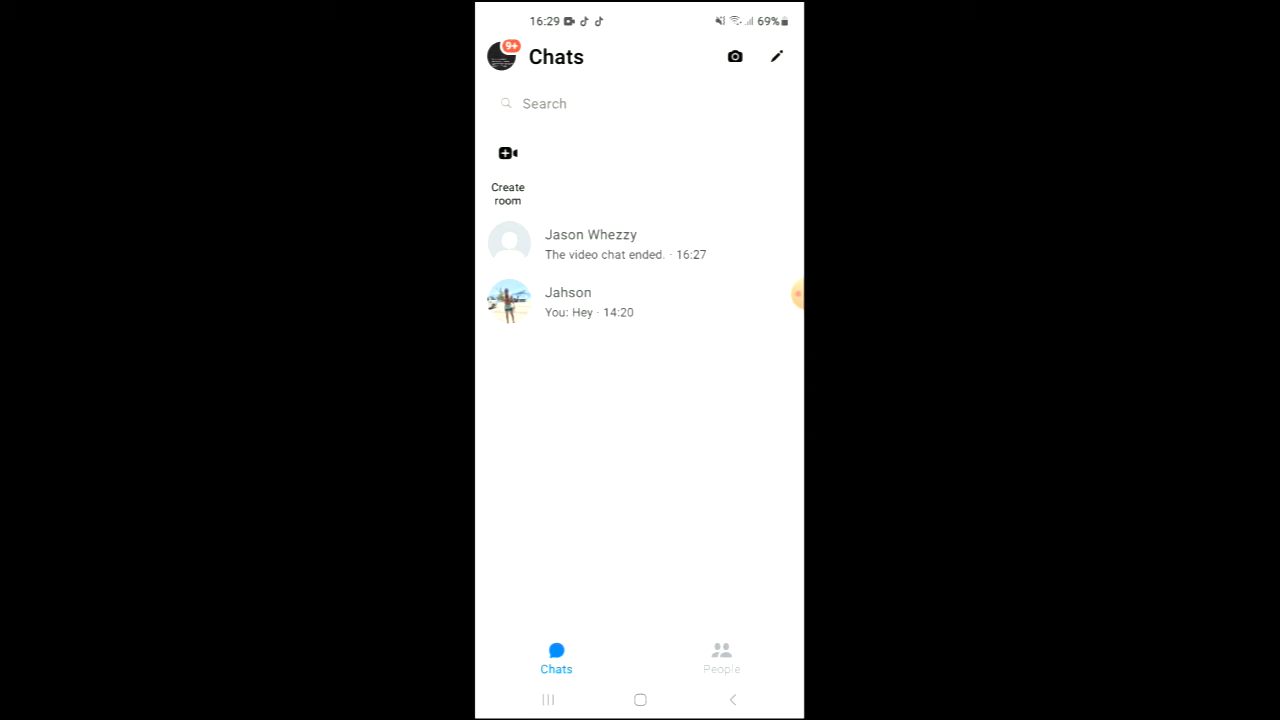 16:29 69%
9+ Chats
Search
Create
room
Jason Whezzy
The video chat ended. · 16:27
Jahson
You: Hey · 14:20
Chats People